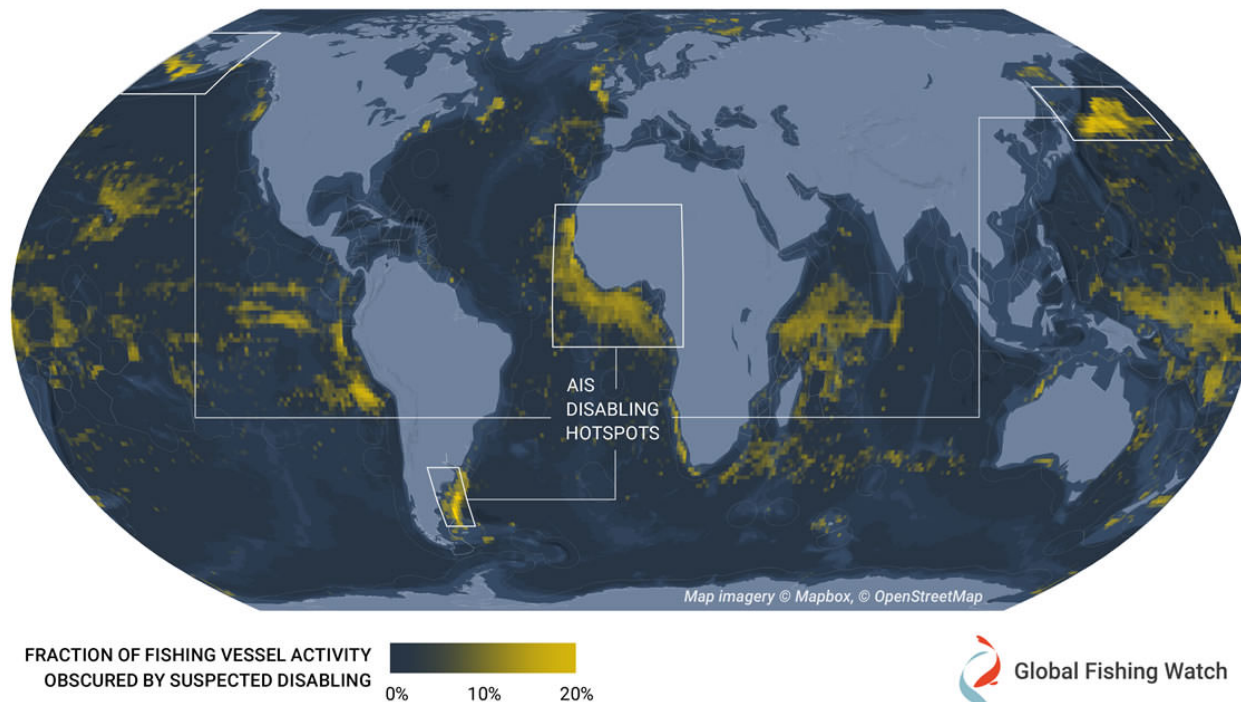 AIS
DISABLING
HOTSPOTS
Map imagery © Mapbox, © OpenStreetMap
FRACTION OF FISHING VESSEL ACTIVITY
OBSCURED BY SUSPECTED DISABLING
0% 10% 20%
Global Fishing Watch